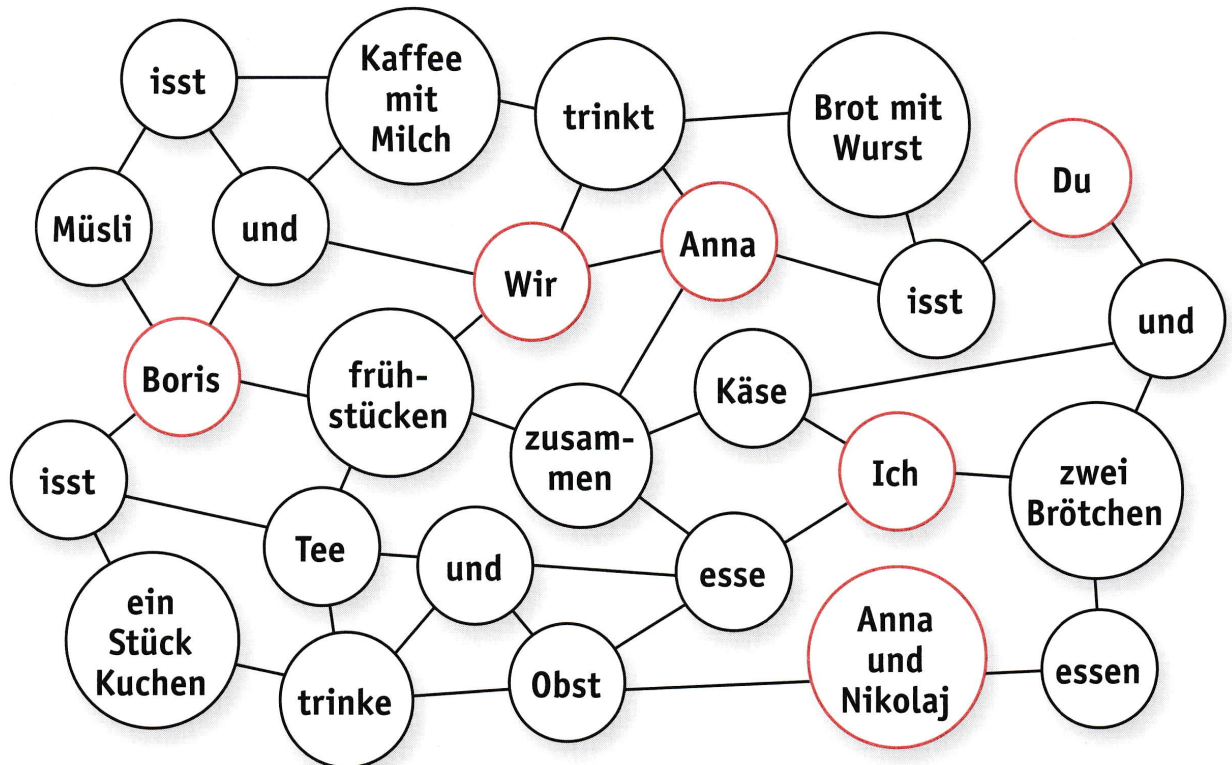 isst
Kaffee
mit
Milch
trinkt
Brot mit
Wurst
Du
Müsli
und
Wir
Anna
isst
und
Boris
früh-
stücken
Käse
zusam-
men
isst
Ich
zwei
Brötchen
Tee
und
esse
ein
Stück
Kuchen
trinke
Obst
Anna
und
Nikolaj
essen